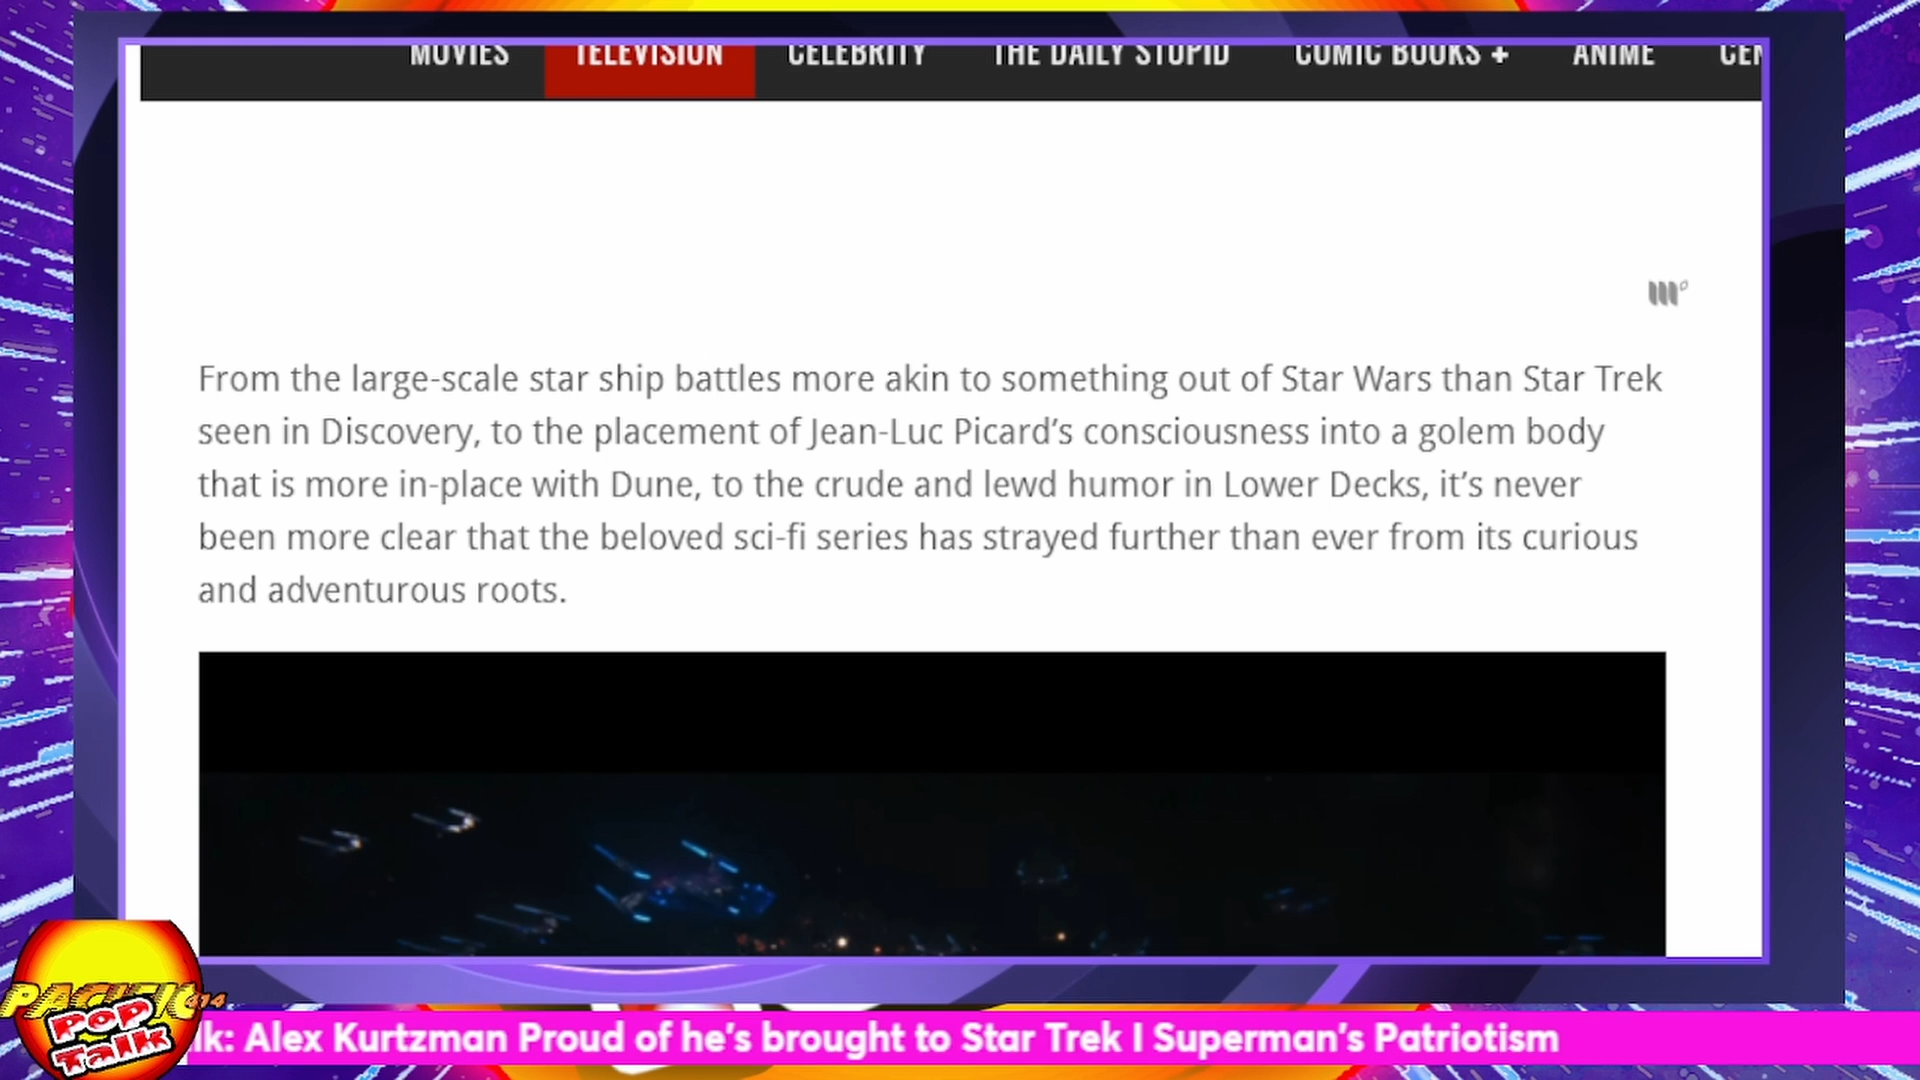 MOVIES TELEVISION CELEBRITY THE DAILY STUPID COMIC BOOKS + ANIME CEN
From the large-scale star ship battles more akin to something out of Star Wars than Star Trek
seen in Discovery, to the placement of Jean-Luc Picard’s consciousness into a golem body
that is more in-place with Dune, to the crude and lewd humor in Lower Decks, it’s never
been more clear that the beloved sci-fi series has strayed further than ever from its curious
and adventurous roots.
PACIFIC 414
POP Talk
lk: Alex Kurtzman Proud of he’s brought to Star Trek I Superman’s Patriotism